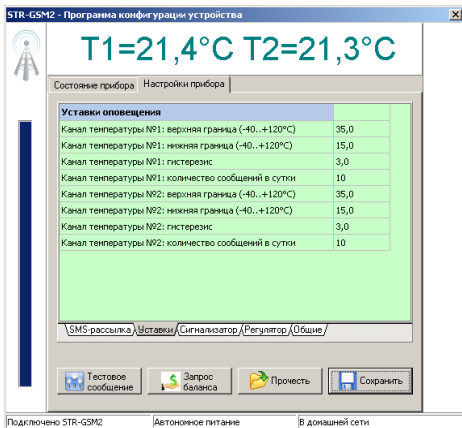 STR-GSM2 - Программа конфигурации устройства
T1=21,4°C T2=21,3°C
Состояние прибора Настройки прибора
Уставки оповещения
Канал температуры №1: верхняя граница (-40..+120°С) 35,0
Канал температуры №1: нижняя граница (-40..+120°С) 15,0
Канал температуры №1: гистерезис 3,0
Канал температуры №1: количество сообщений в сутки 10
Канал температуры №2: верхняя граница (-40..+120°С) 35,0
Канал температуры №2: нижняя граница (-40..+120°С) 15,0
Канал температуры №2: гистерезис 3,0
Канал температуры №2: количество сообщений в сутки 10
SMS-рассылка Уставки Сигнализатор Регулятор Общие
Тестовое сообщение
Запрос баланса
Прочесть
Сохранить
Подключено STR-GSM2 Автономное питание В домашней сети